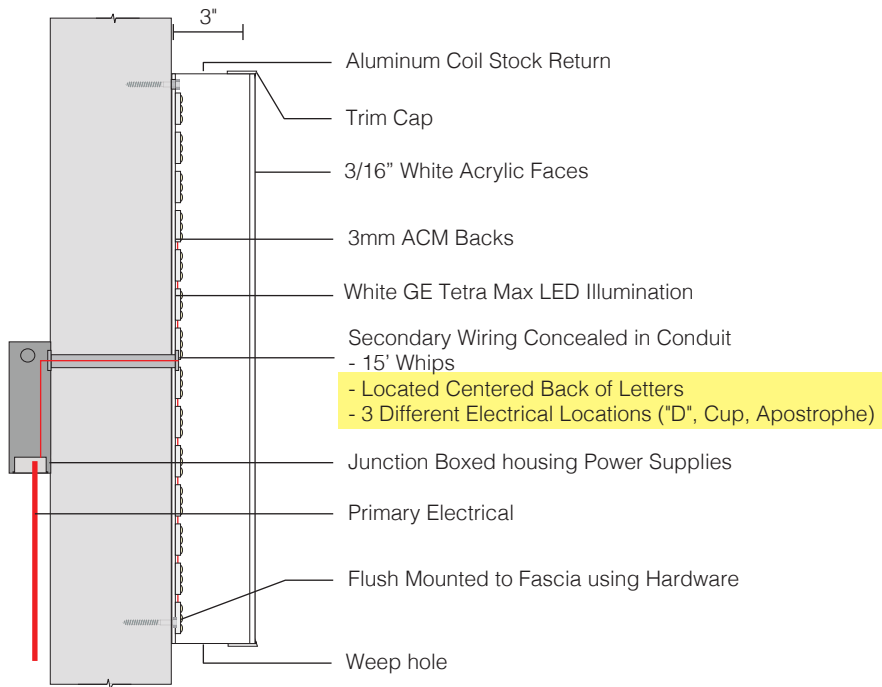 3"
Aluminum Coil Stock Return
Trim Cap
3/16” White Acrylic Faces
3mm ACM Backs
White GE Tetra Max LED Illumination
Secondary Wiring Concealed in Conduit
- 15’ Whips
- Located Centered Back of Letters
- 3 Different Electrical Locations ("D", Cup, Apostrophe)
Junction Boxed housing Power Supplies
Primary Electrical
Flush Mounted to Fascia using Hardware
Weep hole